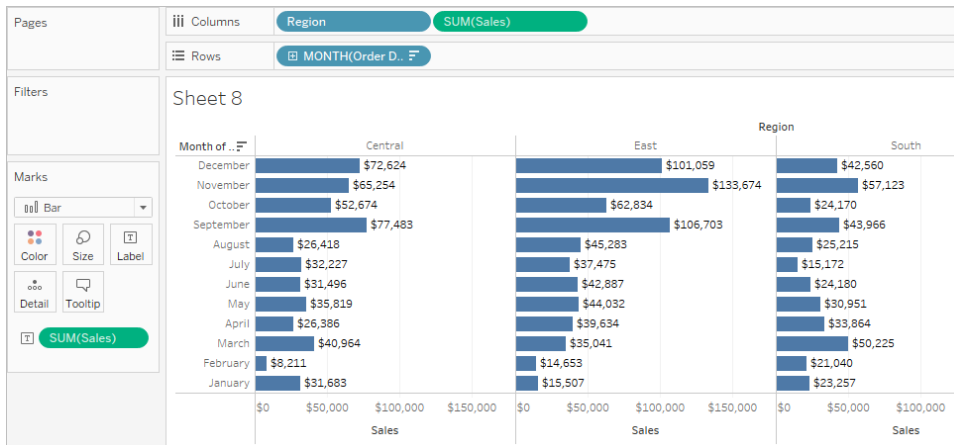 Pages
Columns
Region
SUM(Sales)
Rows
MONTH(Order D..
Filters
Marks
Bar
Color
Size
T
Label
Detail
Tooltip
T
SUM(Sales)
Sheet 8
Region
Month of ..
Central
East
South
December
$72,624
$101,059
$42,560
November
$65,254
$133,674
$57,123
October
$52,674
$62,834
$24,170
September
$77,483
$106,703
$43,966
August
$26,418
$45,283
$25,215
July
$32,227
$37,475
$15,172
June
$31,496
$42,887
$24,180
May
$35,819
$44,032
$30,951
April
$26,386
$39,634
$33,864
March
$40,964
$35,041
$50,225
February
$8,211
$14,653
$21,040
January
$31,683
$15,507
$23,257
$0
$50,000
$100,000
$150,000
$0
$50,000
$100,000
$150,000
$0
$50,000
$100,000
Sales
Sales
Sales